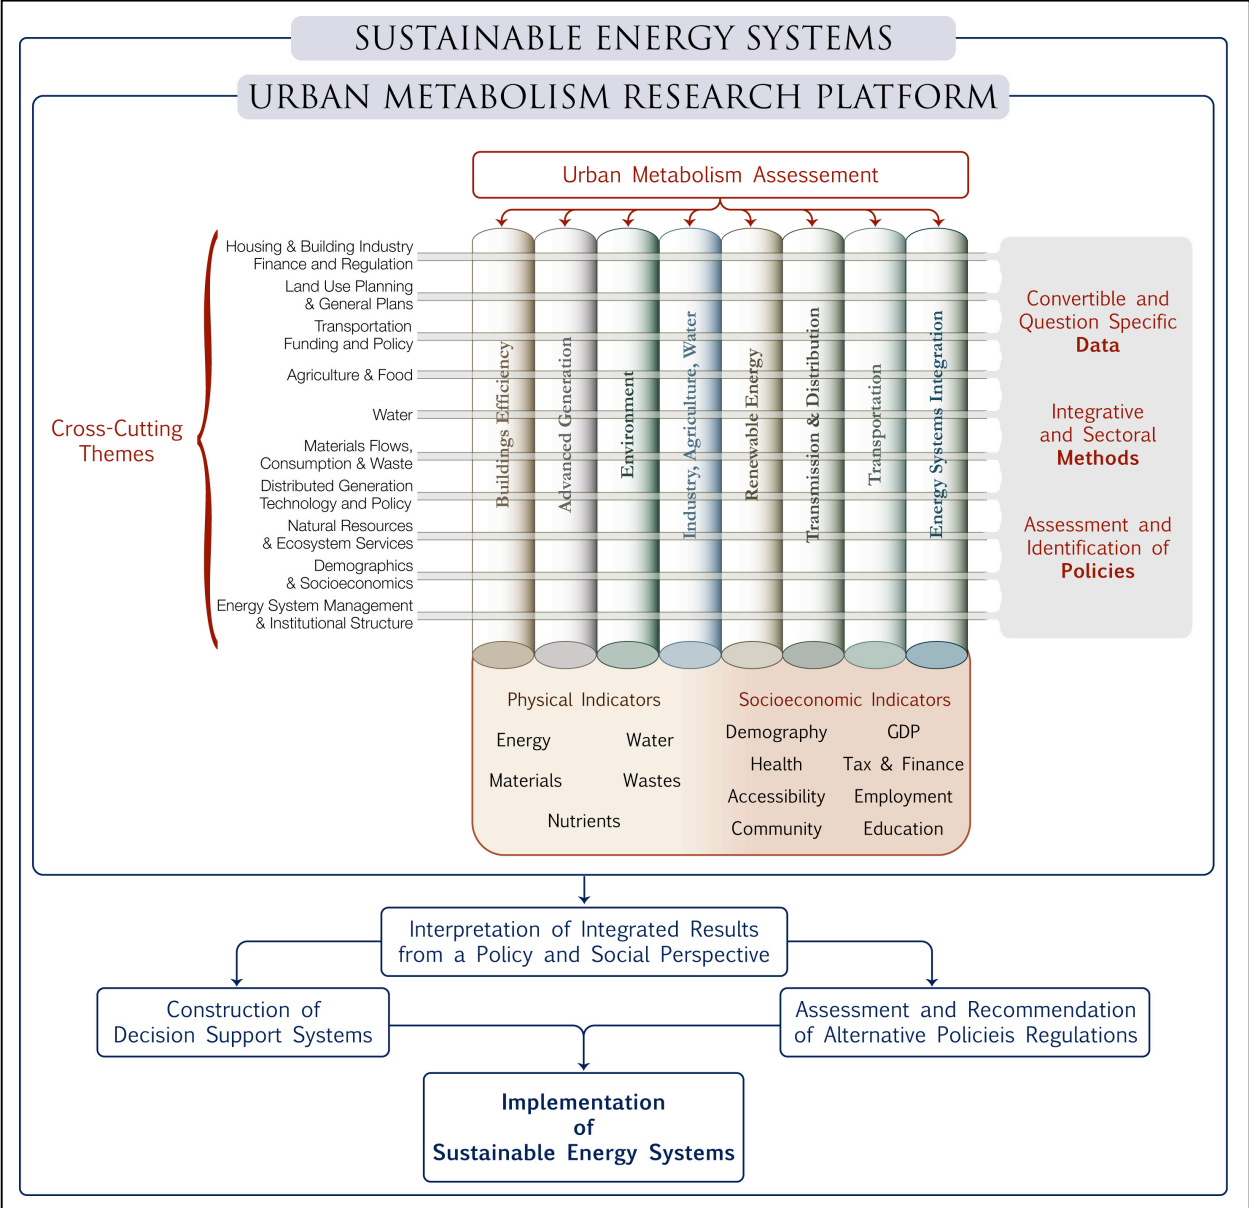 SUSTAINABLE ENERGY SYSTEMS
URBAN METABOLISM RESEARCH PLATFORM
Urban Metabolism Assessement
Cross-Cutting
Themes
Housing & Building Industry
Finance and Regulation
Land Use Planning
& General Plans
Transportation
Funding and Policy
Agriculture & Food
Water
Materials Flows,
Consumption & Waste
Distributed Generation
Technology and Policy
Natural Resources
& Ecosystem Services
Demographics
& Socioeconomics
Energy System Management
& Institutional Structure
Buildings Efficiency
Advanced Generation
Environment
Industry, Agriculture, Water
Renewable Energy
Transmission & Distribution
Transportation
Energy Systems Integration
Convertible and
Question Specific
Data
Integrative
and Sectoral
Methods
Assessment and
Identification of
Policies
Physical Indicators
Energy Water
Materials Wastes
Nutrients
Socioeconomic Indicators
Demography GDP
Health Tax & Finance
Accessibility Employment
Community Education
Interpretation of Integrated Results
from a Policy and Social Perspective
Construction of
Decision Support Systems
Assessment and Recommendation
of Alternative Policieis Regulations
Implementation
of
Sustainable Energy Systems